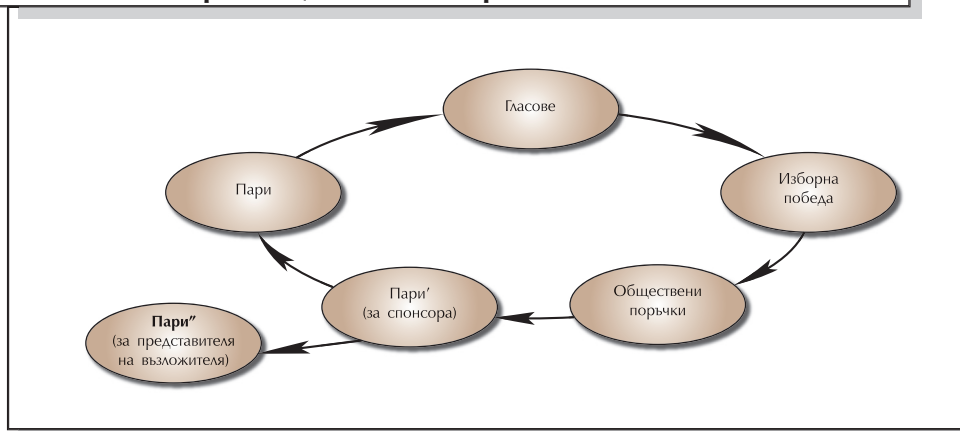 Гласове
Пари
Изборна
победа
Обществени
поръчки
Пари′
(за спонсора)
Пари″
(за представителя
на възложителя)